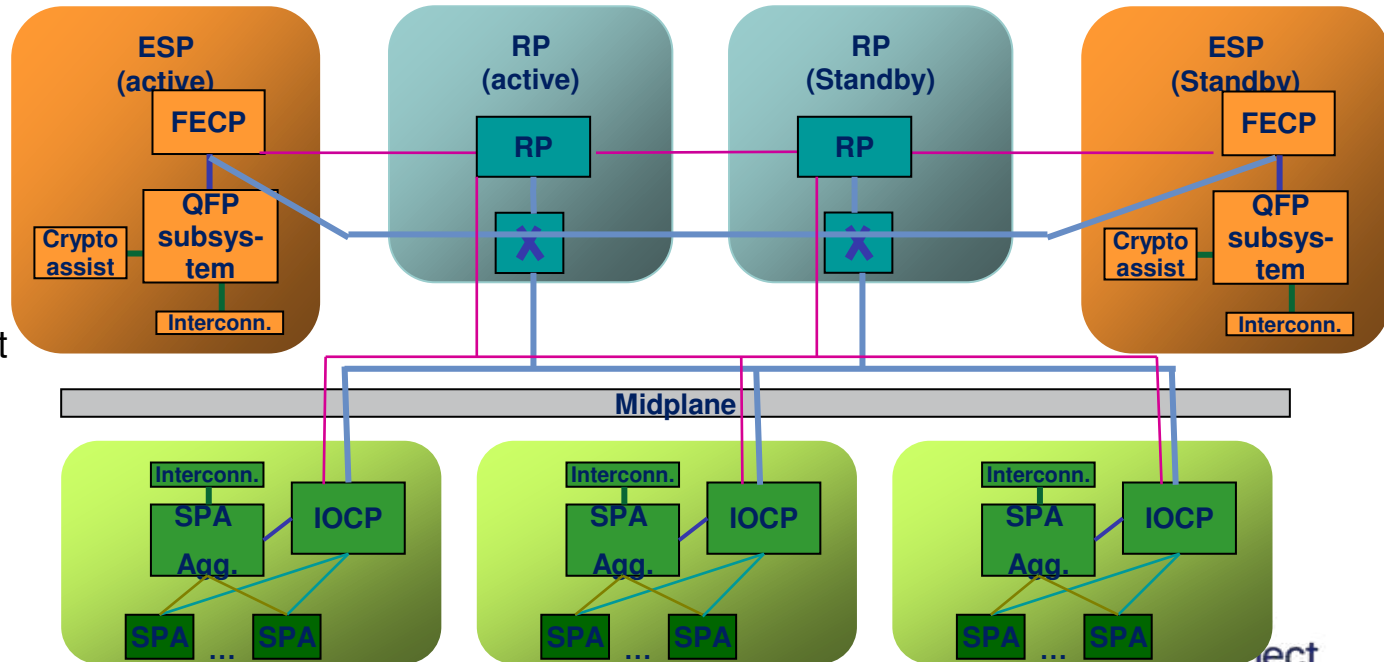 ESP
(active)
FECP
QFP
subsys-
tem
Crypto
assist
Interconn.
RP
(active)
RP
X
RP
(Standby)
RP
X
ESP
(Standby)
FECP
QFP
subsys-
tem
Crypto
assist
Interconn.
t
Midplane
Interconn.
SPA
Agg.
IOCP
SPA
...
SPA
Interconn.
SPA
Agg.
IOCP
SPA
...
SPA
Interconn.
SPA
Agg.
IOCP
SPA
...
SPA